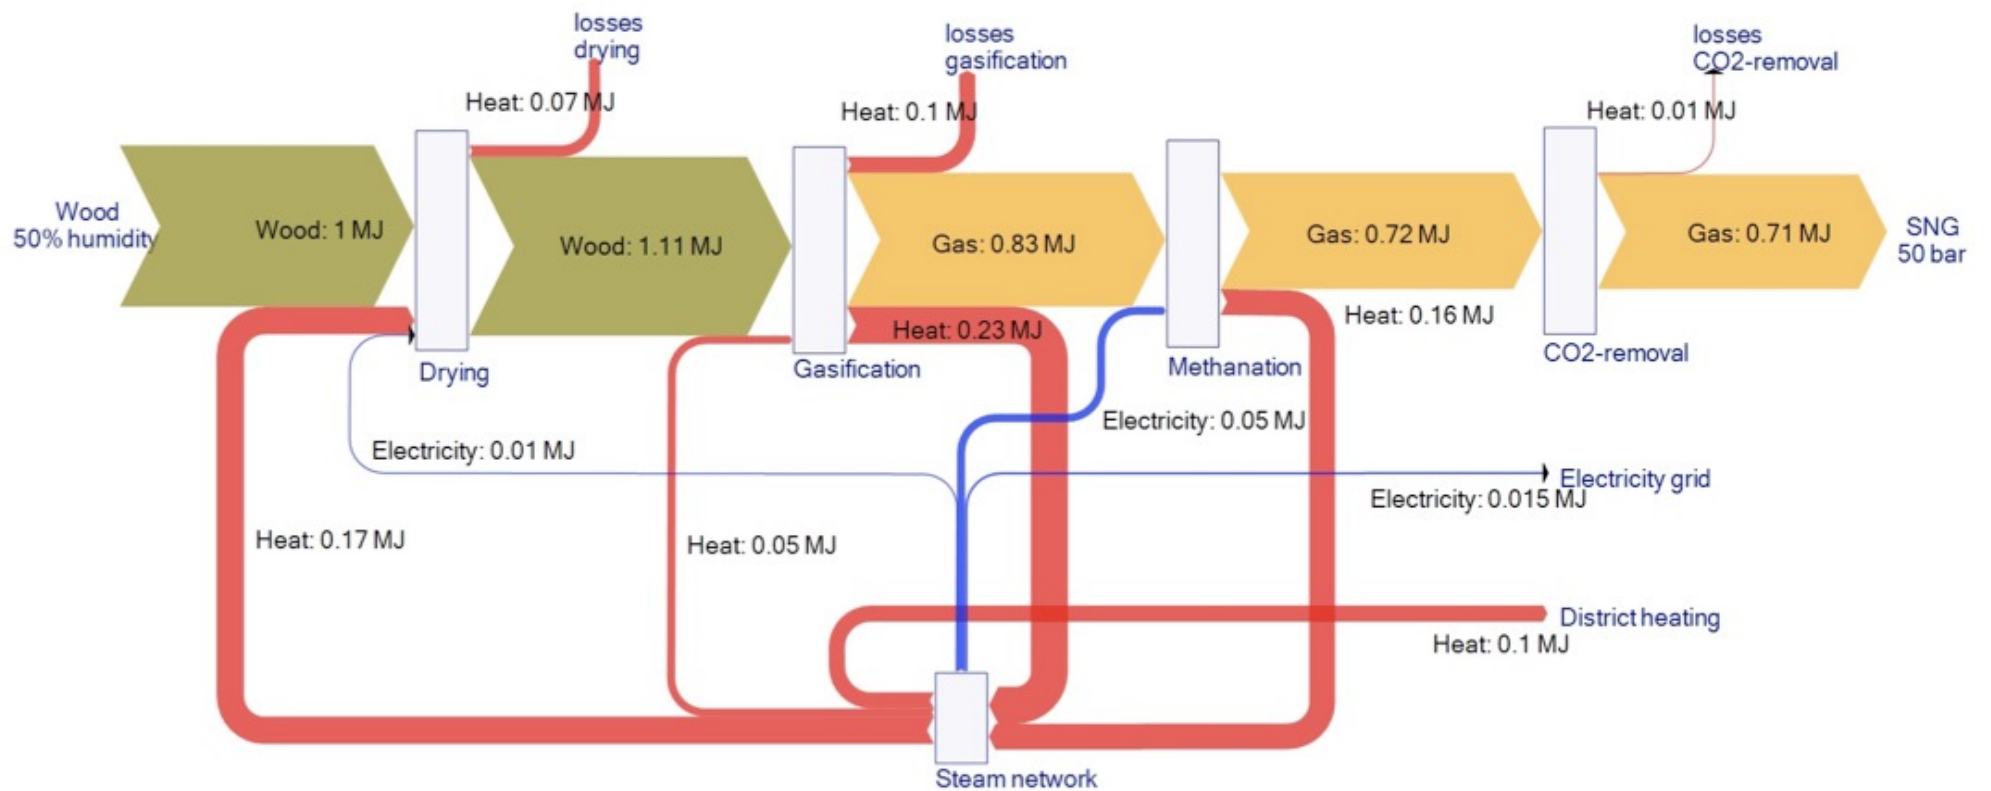 losses
drying
losses
gasification
losses
CO2-removal
Heat: 0.07 MJ
Heat: 0.1 MJ
Heat: 0.01 MJ
Wood
50% humidity
Wood: 1 MJ
Wood: 1.11 MJ
Gas: 0.83 MJ
Gas: 0.72 MJ
Gas: 0.71 MJ
SNG
50 bar
Heat: 0.23 MJ
Heat: 0.16 MJ
Drying
Gasification
Methanation
CO2-removal
Electricity: 0.01 MJ
Electricity: 0.05 MJ
Electricity grid
Electricity: 0.015 MJ
Heat: 0.17 MJ
Heat: 0.05 MJ
District heating
Heat: 0.1 MJ
Steam network